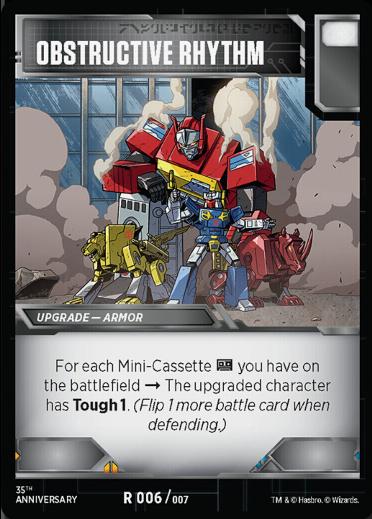 OBSTRUCTIVE RHYTHM
UPGRADE — ARMOR
For each Mini-Cassette you have on
the battlefield → The upgraded character
has Tough 1. (Flip 1 more battle card when
defending.)
35TH
ANNIVERSARY
R 006 / 007
TM & © Hasbro. © Wizards.